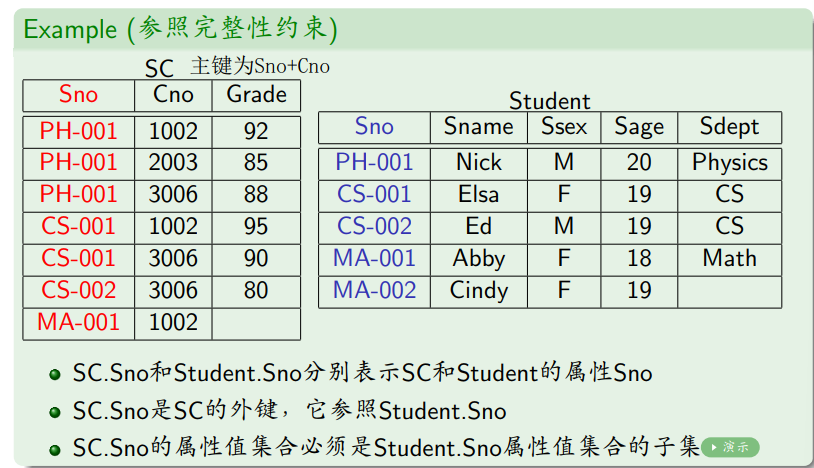 Example (参照完整性约束)
SC 主键为Sno+Cno
Sno Cno Grade
PH-001 1002 92
PH-001 2003 85
PH-001 3006 88
CS-001 1002 95
CS-001 3006 90
CS-002 3006 80
MA-001 1002
Student
Sno Sname Ssex Sage Sdept
PH-001 Nick M 20 Physics
CS-001 Elsa F 19 CS
CS-002 Ed M 19 CS
MA-001 Abby F 18 Math
MA-002 Cindy F 19
SC.Sno和Student.Sno分别表示SC和Student的属性Sno
SC.Sno是SC的外键，它参照Student.Sno
SC.Sno的属性值集合必须是Student.Sno属性值集合的子集 演示